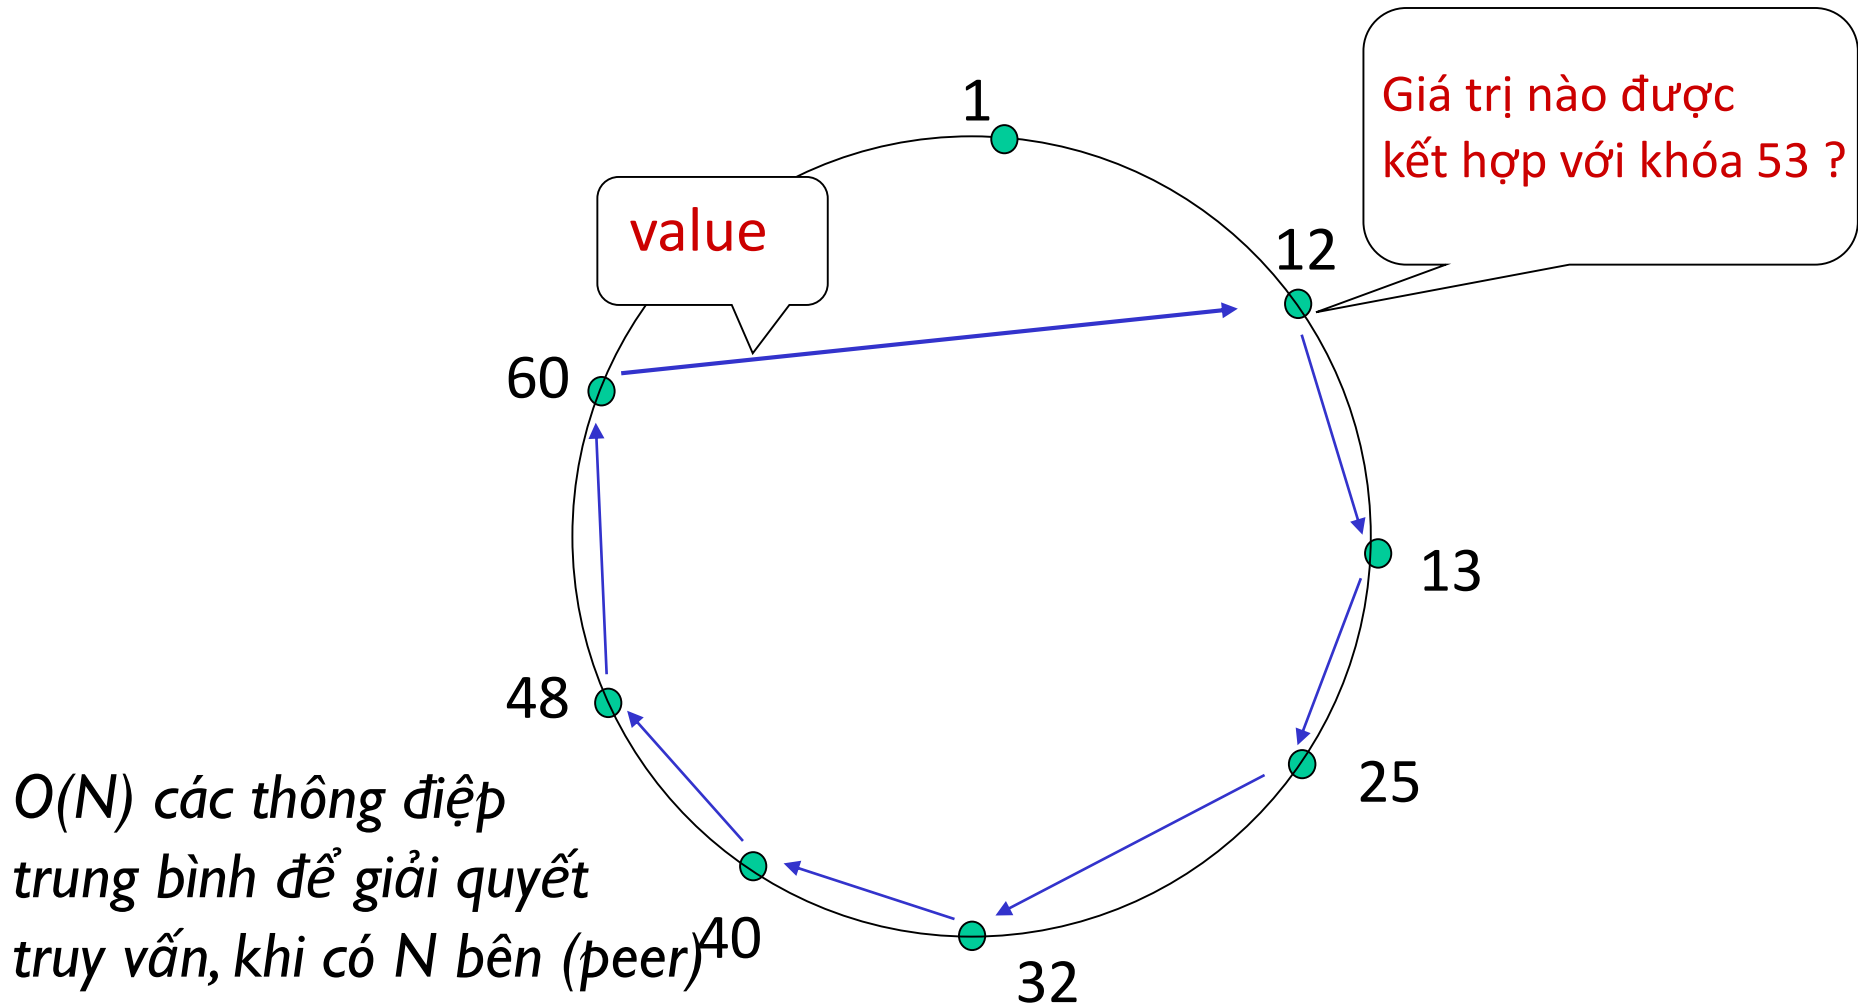 1
Giá trị nào được
kết hợp với khóa 53 ?
value
12
60
13
48
25
O(N) các thông điệp
trung bình để giải quyết
truy vấn, khi có N bên (peer)
40
32